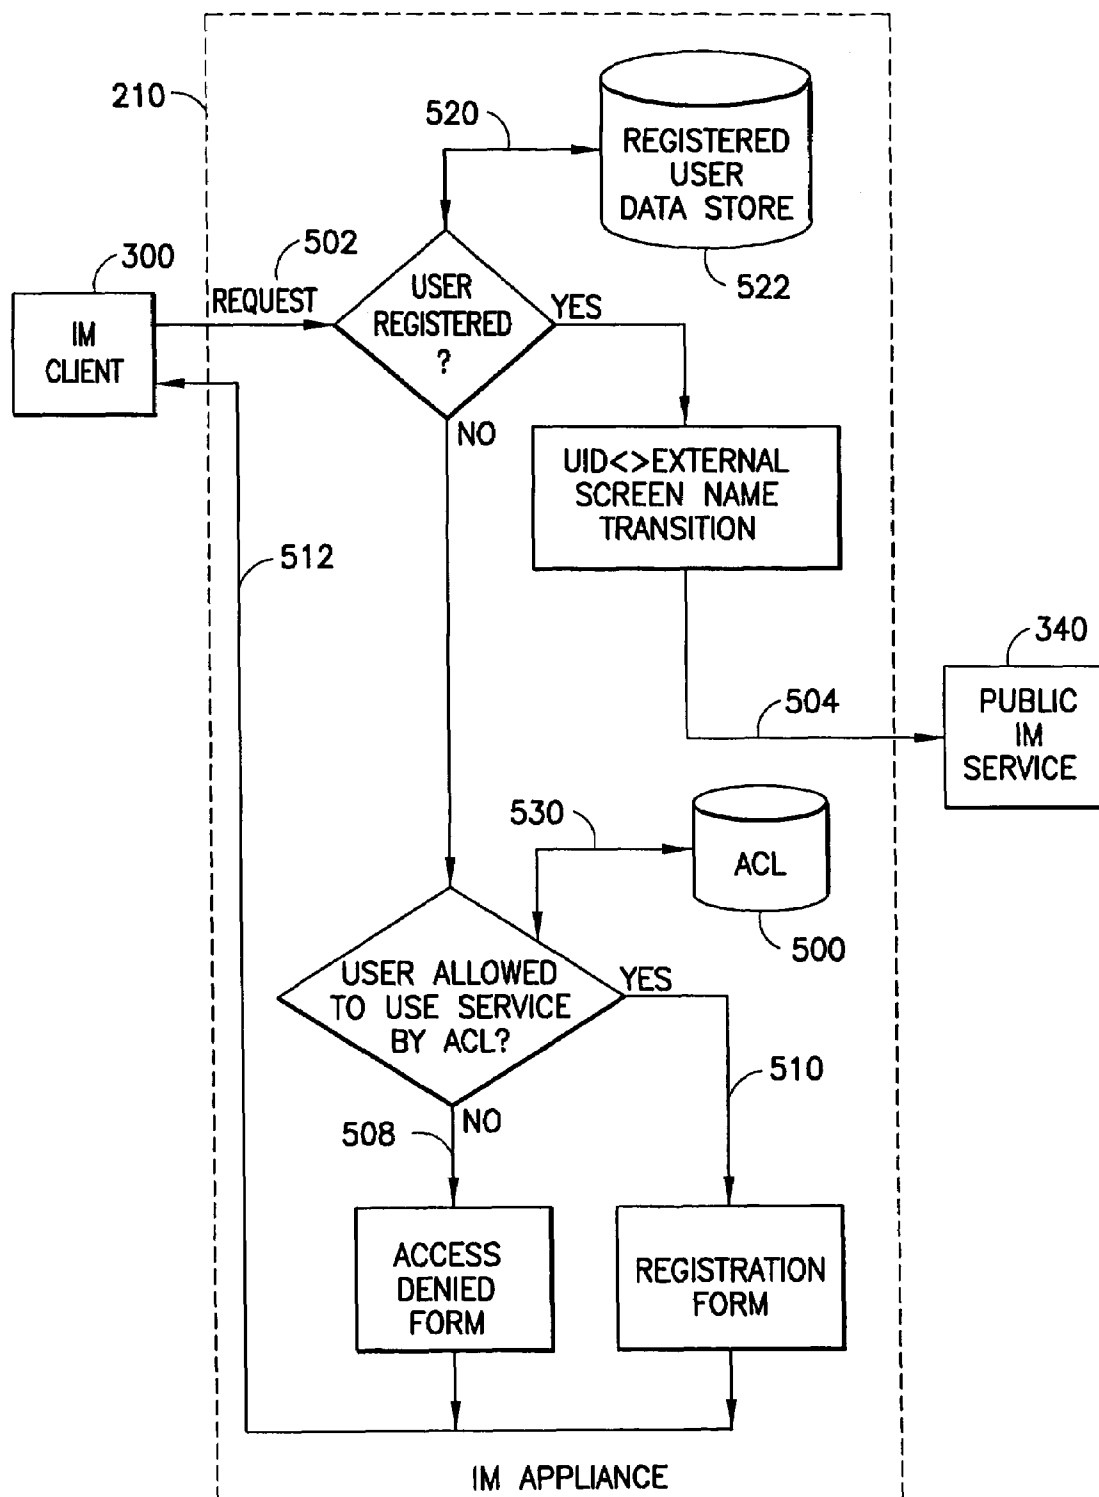 210
520
REGISTERED
USER
DATA STORE
522
300
502
REQUEST
IM
CLIENT
USER
REGISTERED
?
YES
NO
UID<>EXTERNAL
SCREEN NAME
TRANSITION
512
504
340
PUBLIC
IM
SERVICE
530
ACL
500
USER ALLOWED
TO USE SERVICE
BY ACL?
YES
510
NO
508
ACCESS
DENIED
FORM
REGISTRATION
FORM
IM APPLIANCE